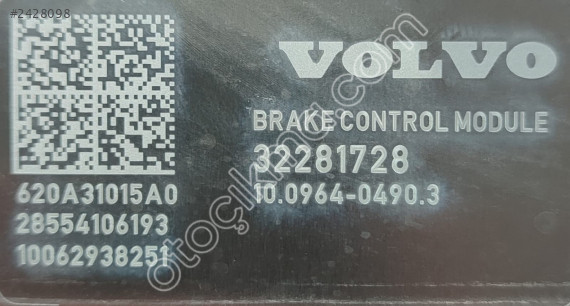 #2428098
VOLVO
BRAKE CONTROL MODULE
32281728
10.0964-0490.3
620A31015A0
28554106193
10062938251
otoçıkma.com